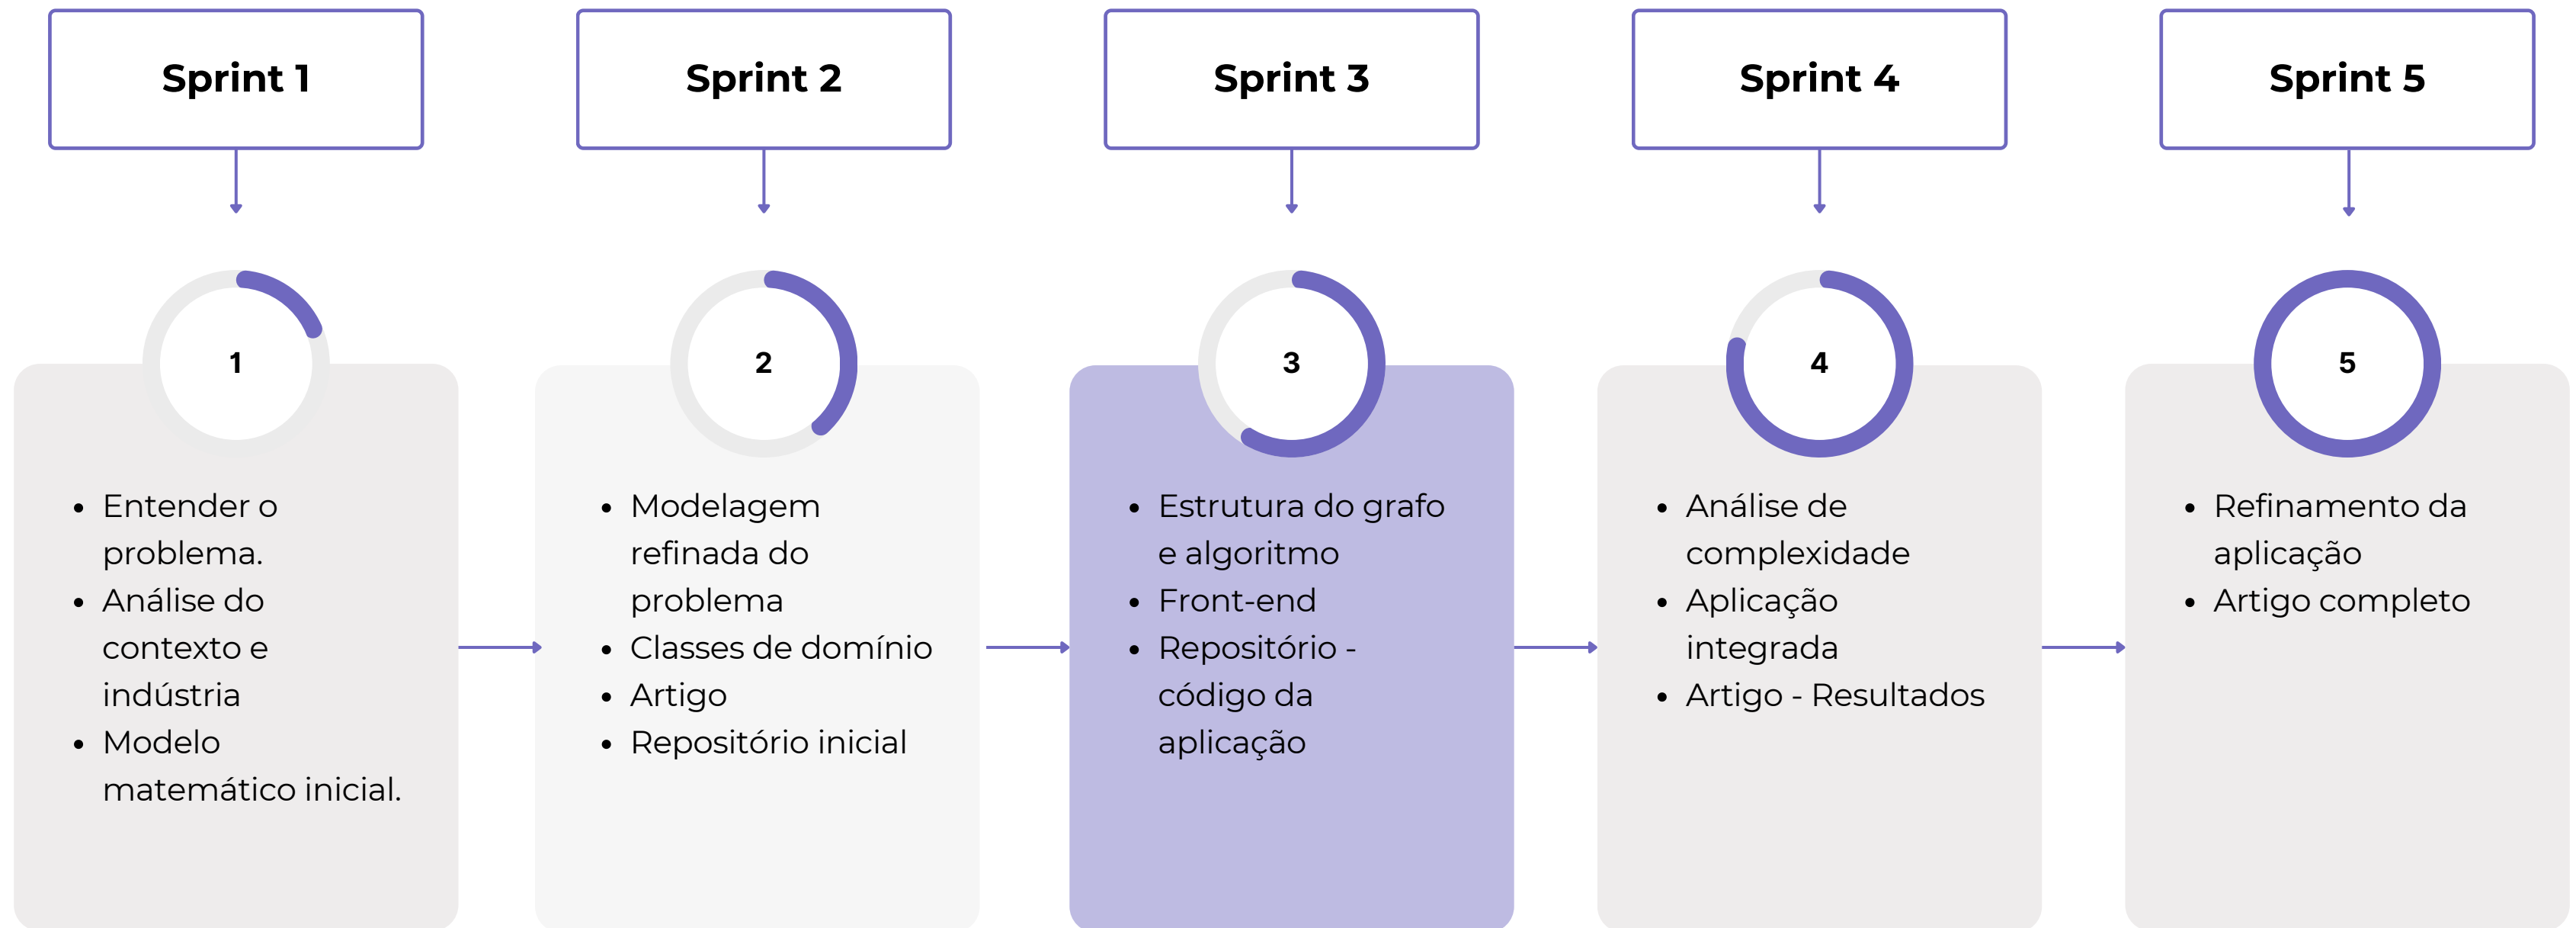 Sprint 1
Sprint 2
Sprint 3
Sprint 4
Sprint 5
1
2
3
4
5
• Entender o
problema.
• Análise do
contexto e
indústria
• Modelo
matemático inicial.
• Modelagem
refinada do
problema
• Classes de domínio
• Artigo
• Repositório inicial
• Estrutura do grafo
e algoritmo
• Front-end
• Repositório -
código da
aplicação
• Análise de
complexidade
• Aplicação
integrada
• Artigo - Resultados
• Refinamento da
aplicação
• Artigo completo